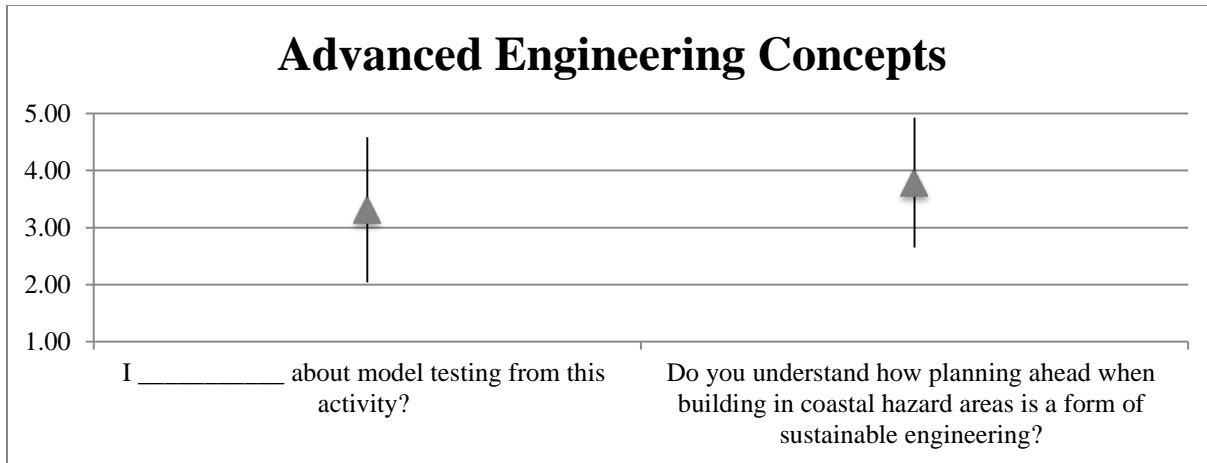 Advanced Engineering Concepts
5.00
4.00
3.00
2.00
1.00
I ___________ about model testing from this
activity?
Do you understand how planning ahead when
building in coastal hazard areas is a form of
sustainable engineering?